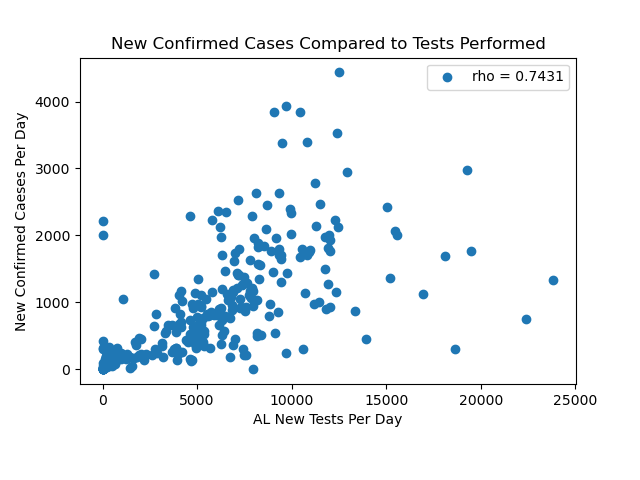 New Confirmed Cases Compared to Tests Performed
rho = 0.7431
New Confirmed Caeses Per Day
4000
3000
2000
1000
0
0 5000 10000 15000 20000 25000
AL New Tests Per Day